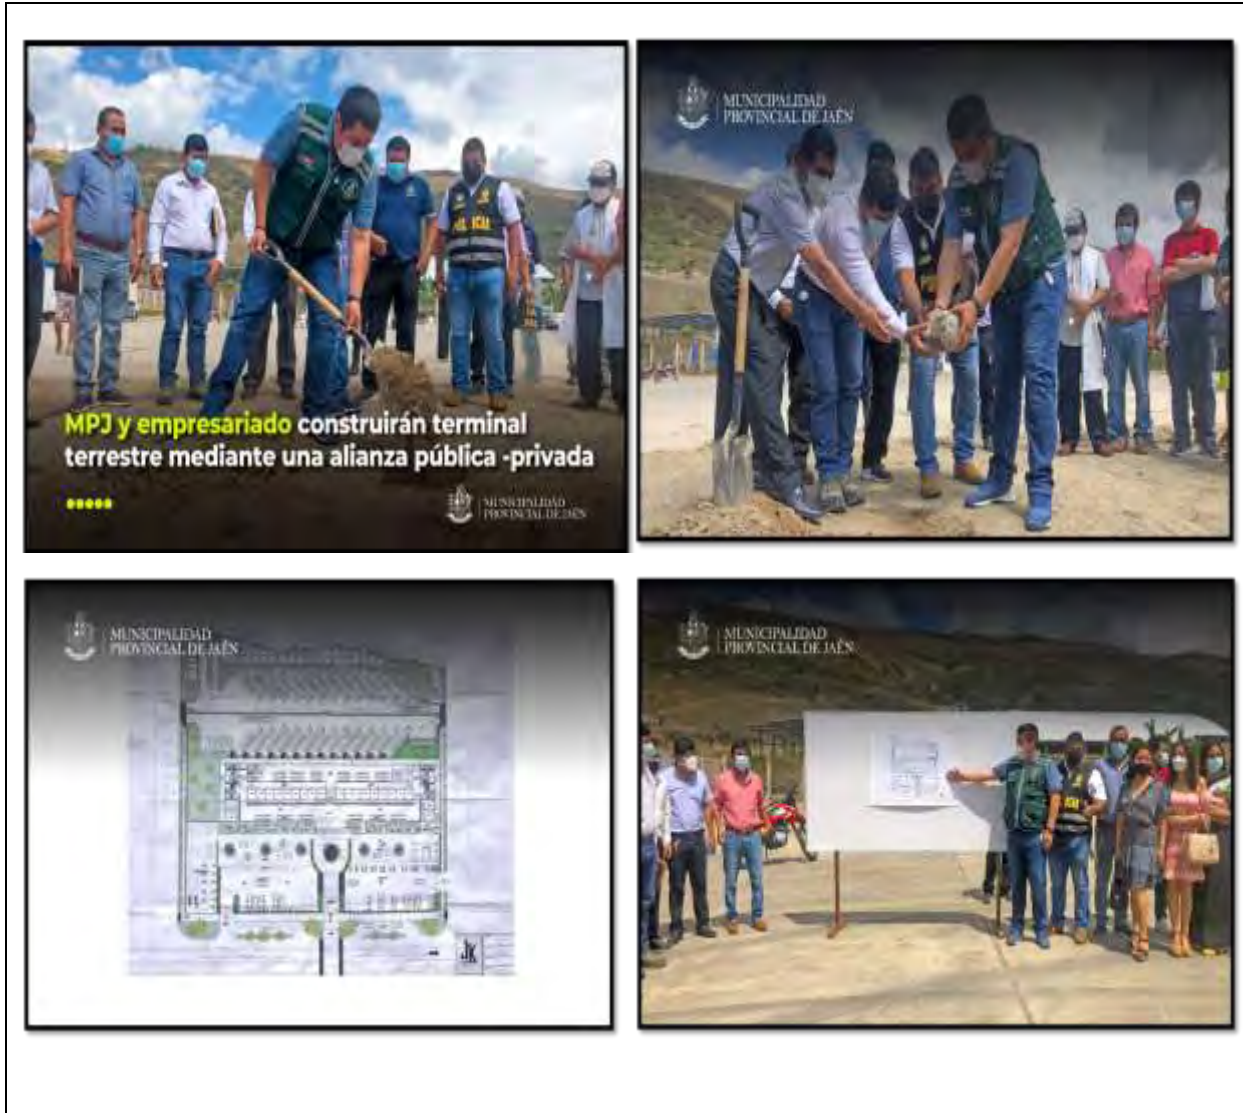 MPJ y empresariado construirán terminal
terrestre mediante una alianza pública -privada
MUNICIPALIDAD
PROVINCIAL DE JAÉN
MUNICIPALIDAD
PROVINCIAL DE JAÉN
MUNICIPALIDAD
PROVINCIAL DE JAÉN
JK
MUNICIPALIDAD
PROVINCIAL DE JAÉN